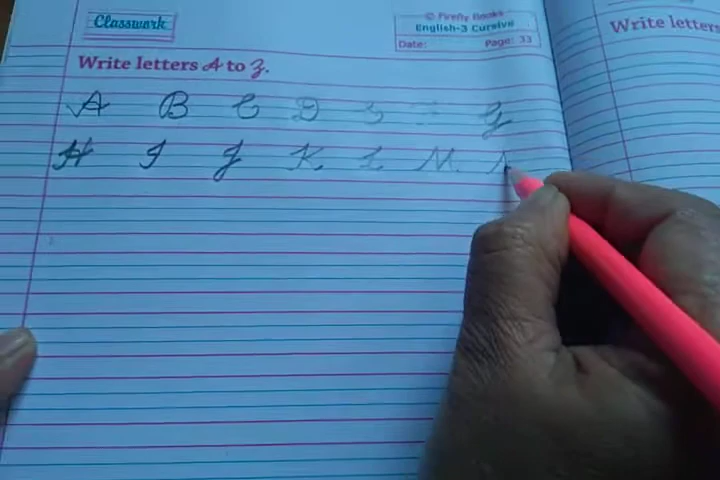 Classwork
© Firefly Books
English-3 Cursive
Date: Page: 33
Write letters A to Z.
A B C D E F G
H I J K L M
Write letters